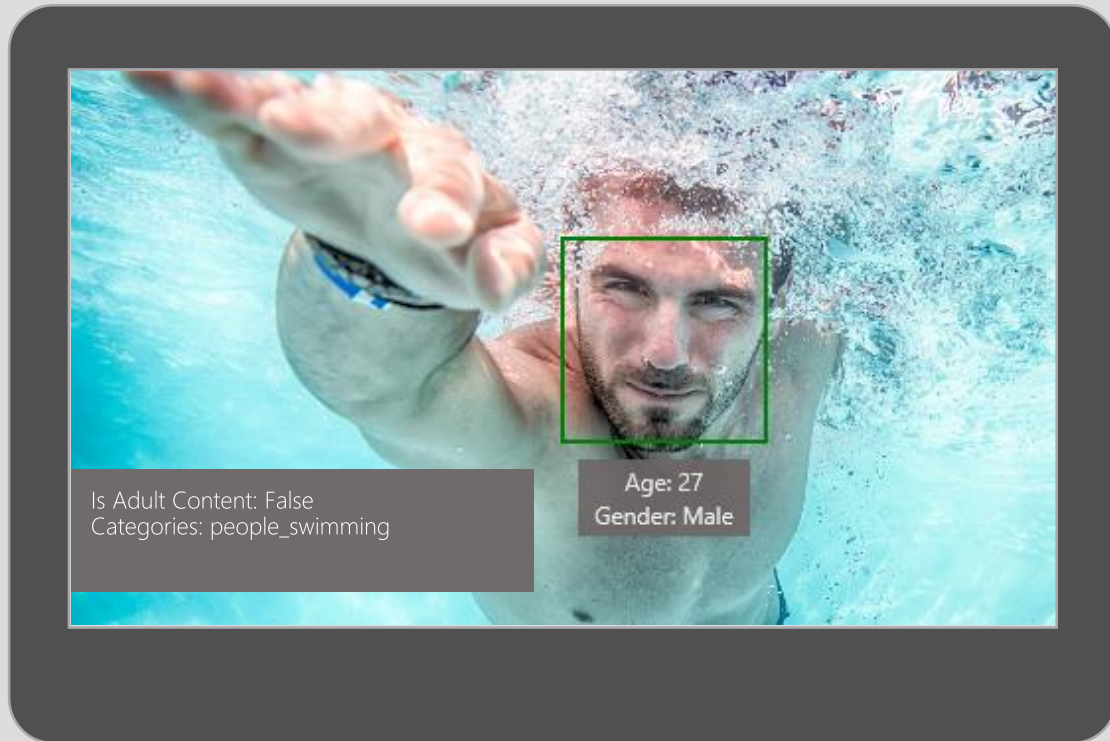 Is Adult Content: False
Categories: people_swimming
Age: 27
Gender: Male